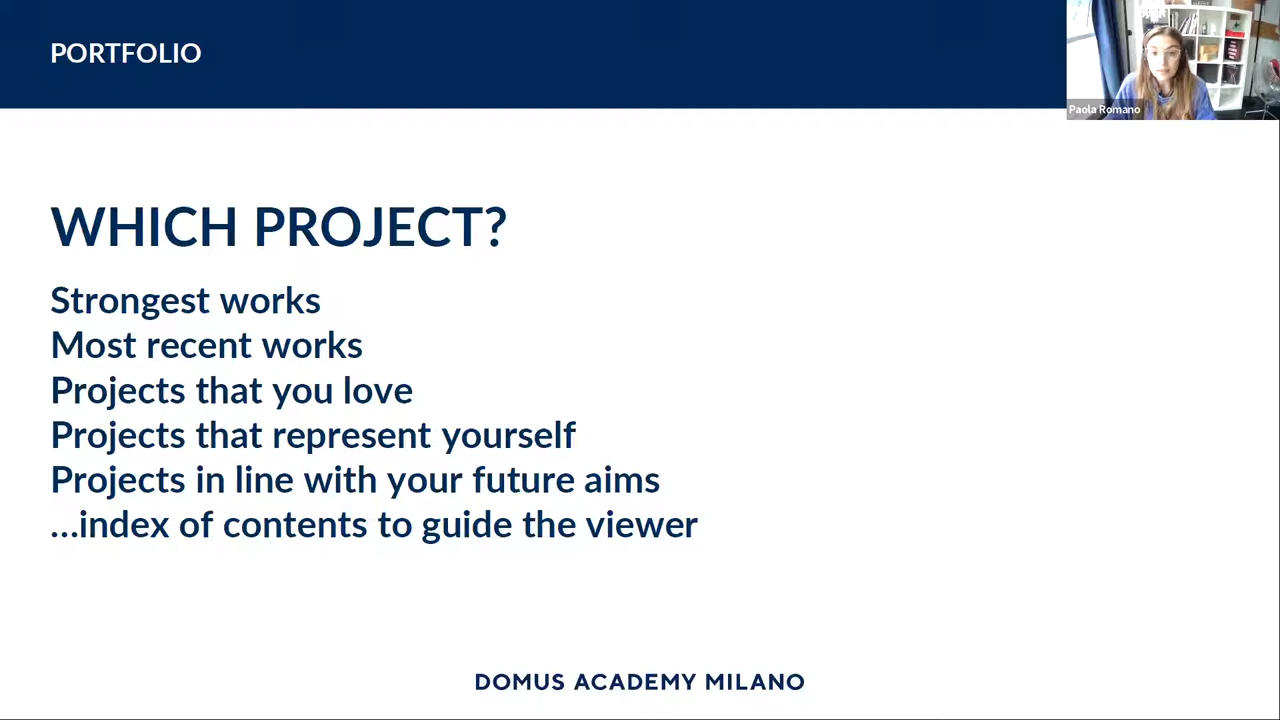 PORTFOLIO
Paola Romano
WHICH PROJECT?
Strongest works
Most recent works
Projects that you love
Projects that represent yourself
Projects in line with your future aims
...index of contents to guide the viewer
DOMUS ACADEMY MILANO